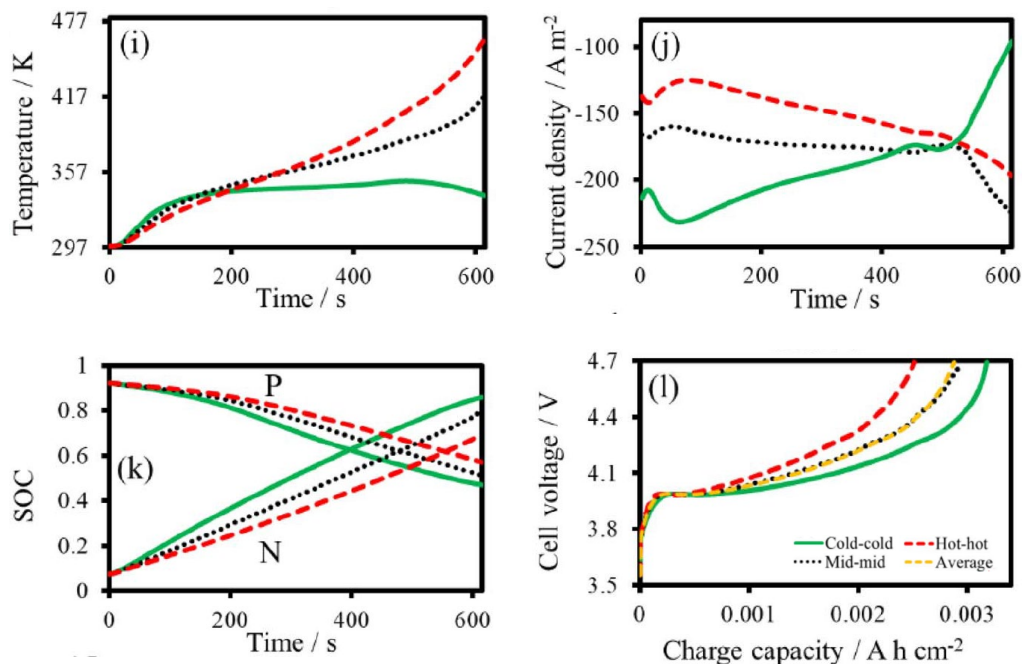 (i)
Temperature / K
477
417
357
297
0 200 400 600
Time / s
(j)
Current density / A m⁻²
-100
-150
-200
-250
0 200 400 600
Time / s
(k)
SOC
1
0.8
0.6
0.4
0.2
0
P
N
0 200 400 600
Time / s
(l)
Cell voltage / V
4.7
4.4
4.1
3.8
3.5
Cold-cold Hot-hot
Mid-mid Average
0 0.001 0.002 0.003
Charge capacity / A h cm⁻²